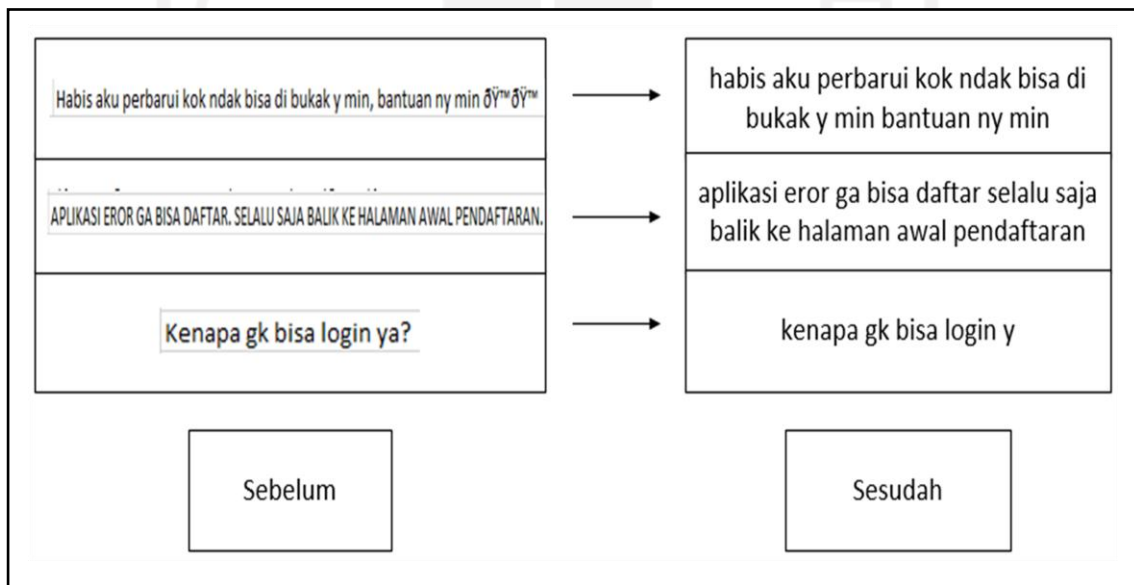 Habis aku perbarui kok ndak bisa di bukak y min, bantuan ny min ðŸ™ðŸ™
habis aku perbarui kok ndak bisa di
bukak y min bantuan ny min
APLIKASI EROR GA BISA DAFTAR. SELALU SAJA BALIK KE HALAMAN AWAL PENDAFTARAN.
aplikasi eror ga bisa daftar selalu saja
balik ke halaman awal pendaftaran
Kenapa gk bisa login ya?
kenapa gk bisa login y
Sebelum
Sesudah